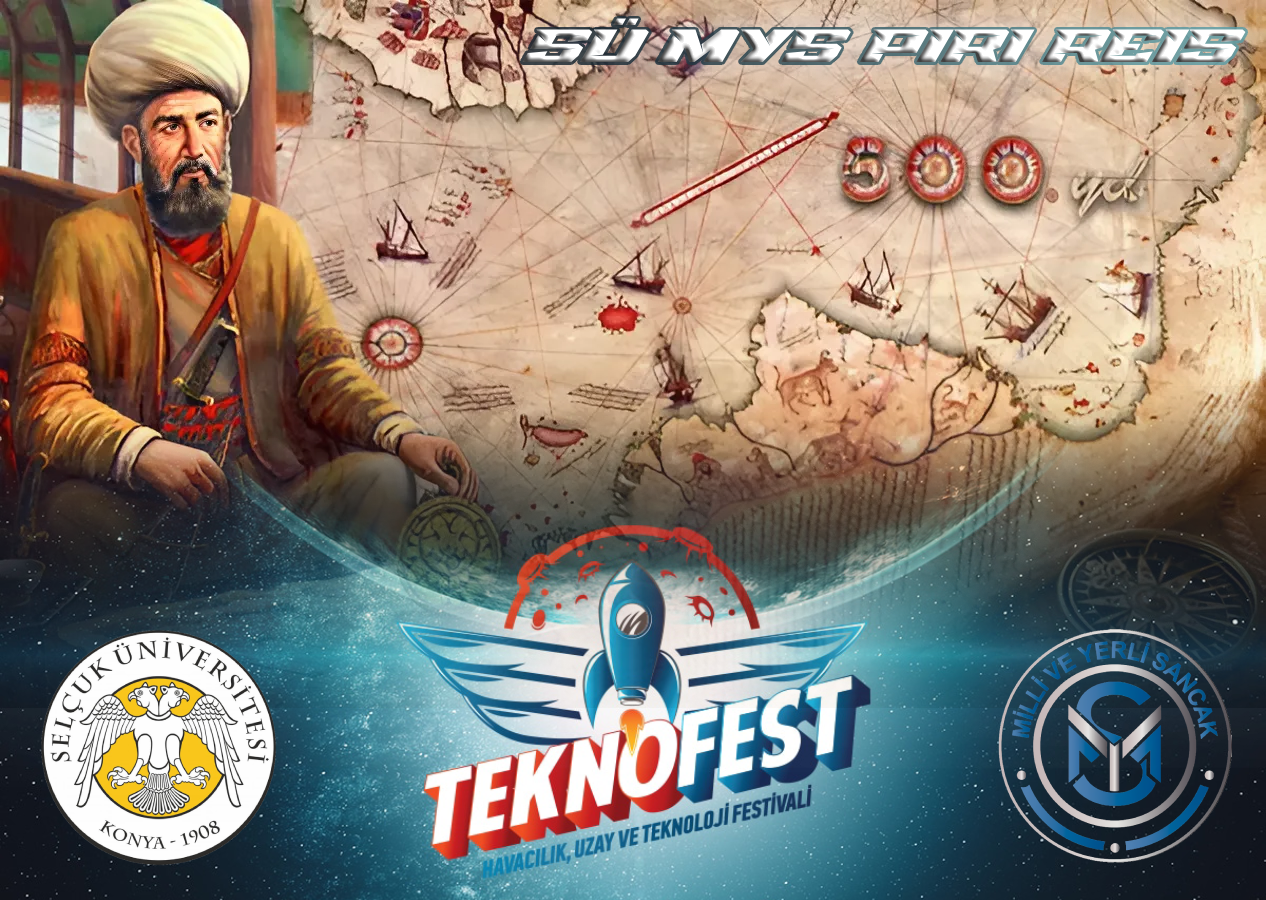 SÜ MYS PIRI REIS
500 yıl
SELÇUK ÜNİVERSİTESİ
KONYA - 1908
TEKNOFEST
HAVACILIK, UZAY VE TEKNOLOJİ FESTİVALİ
MİLLİ VE YERLİ SANCAK
SMY